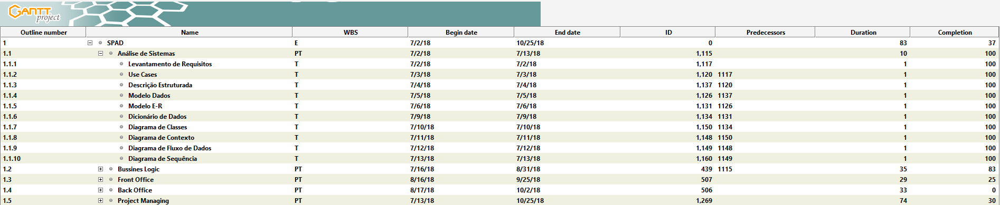 GANTT
project
Outline number Name WBS Begin date End date ID Predecessors Duration Completion
1 SPAD E 7/2/18 10/25/18 0 83 37
1.1 Análise de Sistemas PT 7/2/18 7/13/18 1,115 10 100
1.1.1 Levantamento de Requisitos T 7/2/18 7/2/18 1,117 1 100
1.1.2 Use Cases T 7/3/18 7/3/18 1,120 1117 1 100
1.1.3 Descrição Estruturada T 7/4/18 7/4/18 1,137 1120 1 100
1.1.4 Modelo Dados T 7/5/18 7/5/18 1,126 1137 1 100
1.1.5 Modelo E-R T 7/6/18 7/6/18 1,131 1126 1 100
1.1.6 Dicionário de Dados T 7/9/18 7/9/18 1,134 1131 1 100
1.1.7 Diagrama de Classes T 7/10/18 7/10/18 1,150 1134 1 100
1.1.8 Diagrama de Contexto T 7/11/18 7/11/18 1,148 1150 1 100
1.1.9 Diagrama de Fluxo de Dados T 7/12/18 7/12/18 1,149 1148 1 100
1.1.10 Diagrama de Sequência T 7/13/18 7/13/18 1,160 1149 1 100
1.2 Bussines Logic PT 7/16/18 8/31/18 439 1115 35 83
1.3 Front Office PT 8/16/18 9/25/18 507 29 25
1.4 Back Office PT 8/17/18 10/2/18 506 33 0
1.5 Project Managing PT 7/13/18 10/25/18 1,269 74 30